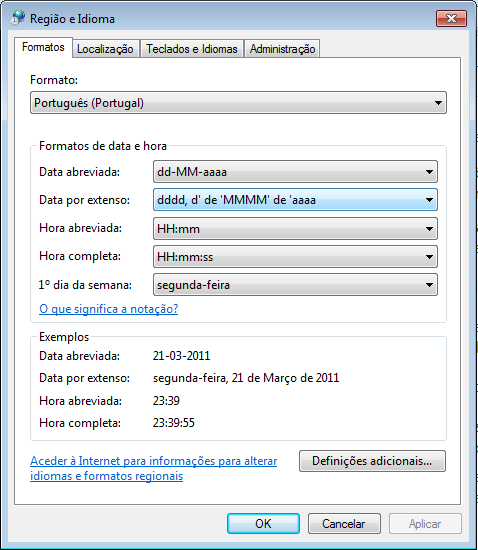 Região e Idioma
Formatos Localização Teclados e Idiomas Administração
Formato:
Português (Portugal)
Formatos de data e hora
Data abreviada: dd-MM-aaaa
Data por extenso: dddd, d' de 'MMMM' de 'aaaa
Hora abreviada: HH:mm
Hora completa: HH:mm:ss
1º dia da semana: segunda-feira
O que significa a notação?
Exemplos
Data abreviada: 21-03-2011
Data por extenso: segunda-feira, 21 de Março de 2011
Hora abreviada: 23:39
Hora completa: 23:39:55
Aceder à Internet para informações para alterar
idiomas e formatos regionais
Definições adicionais...
OK Cancelar Aplicar